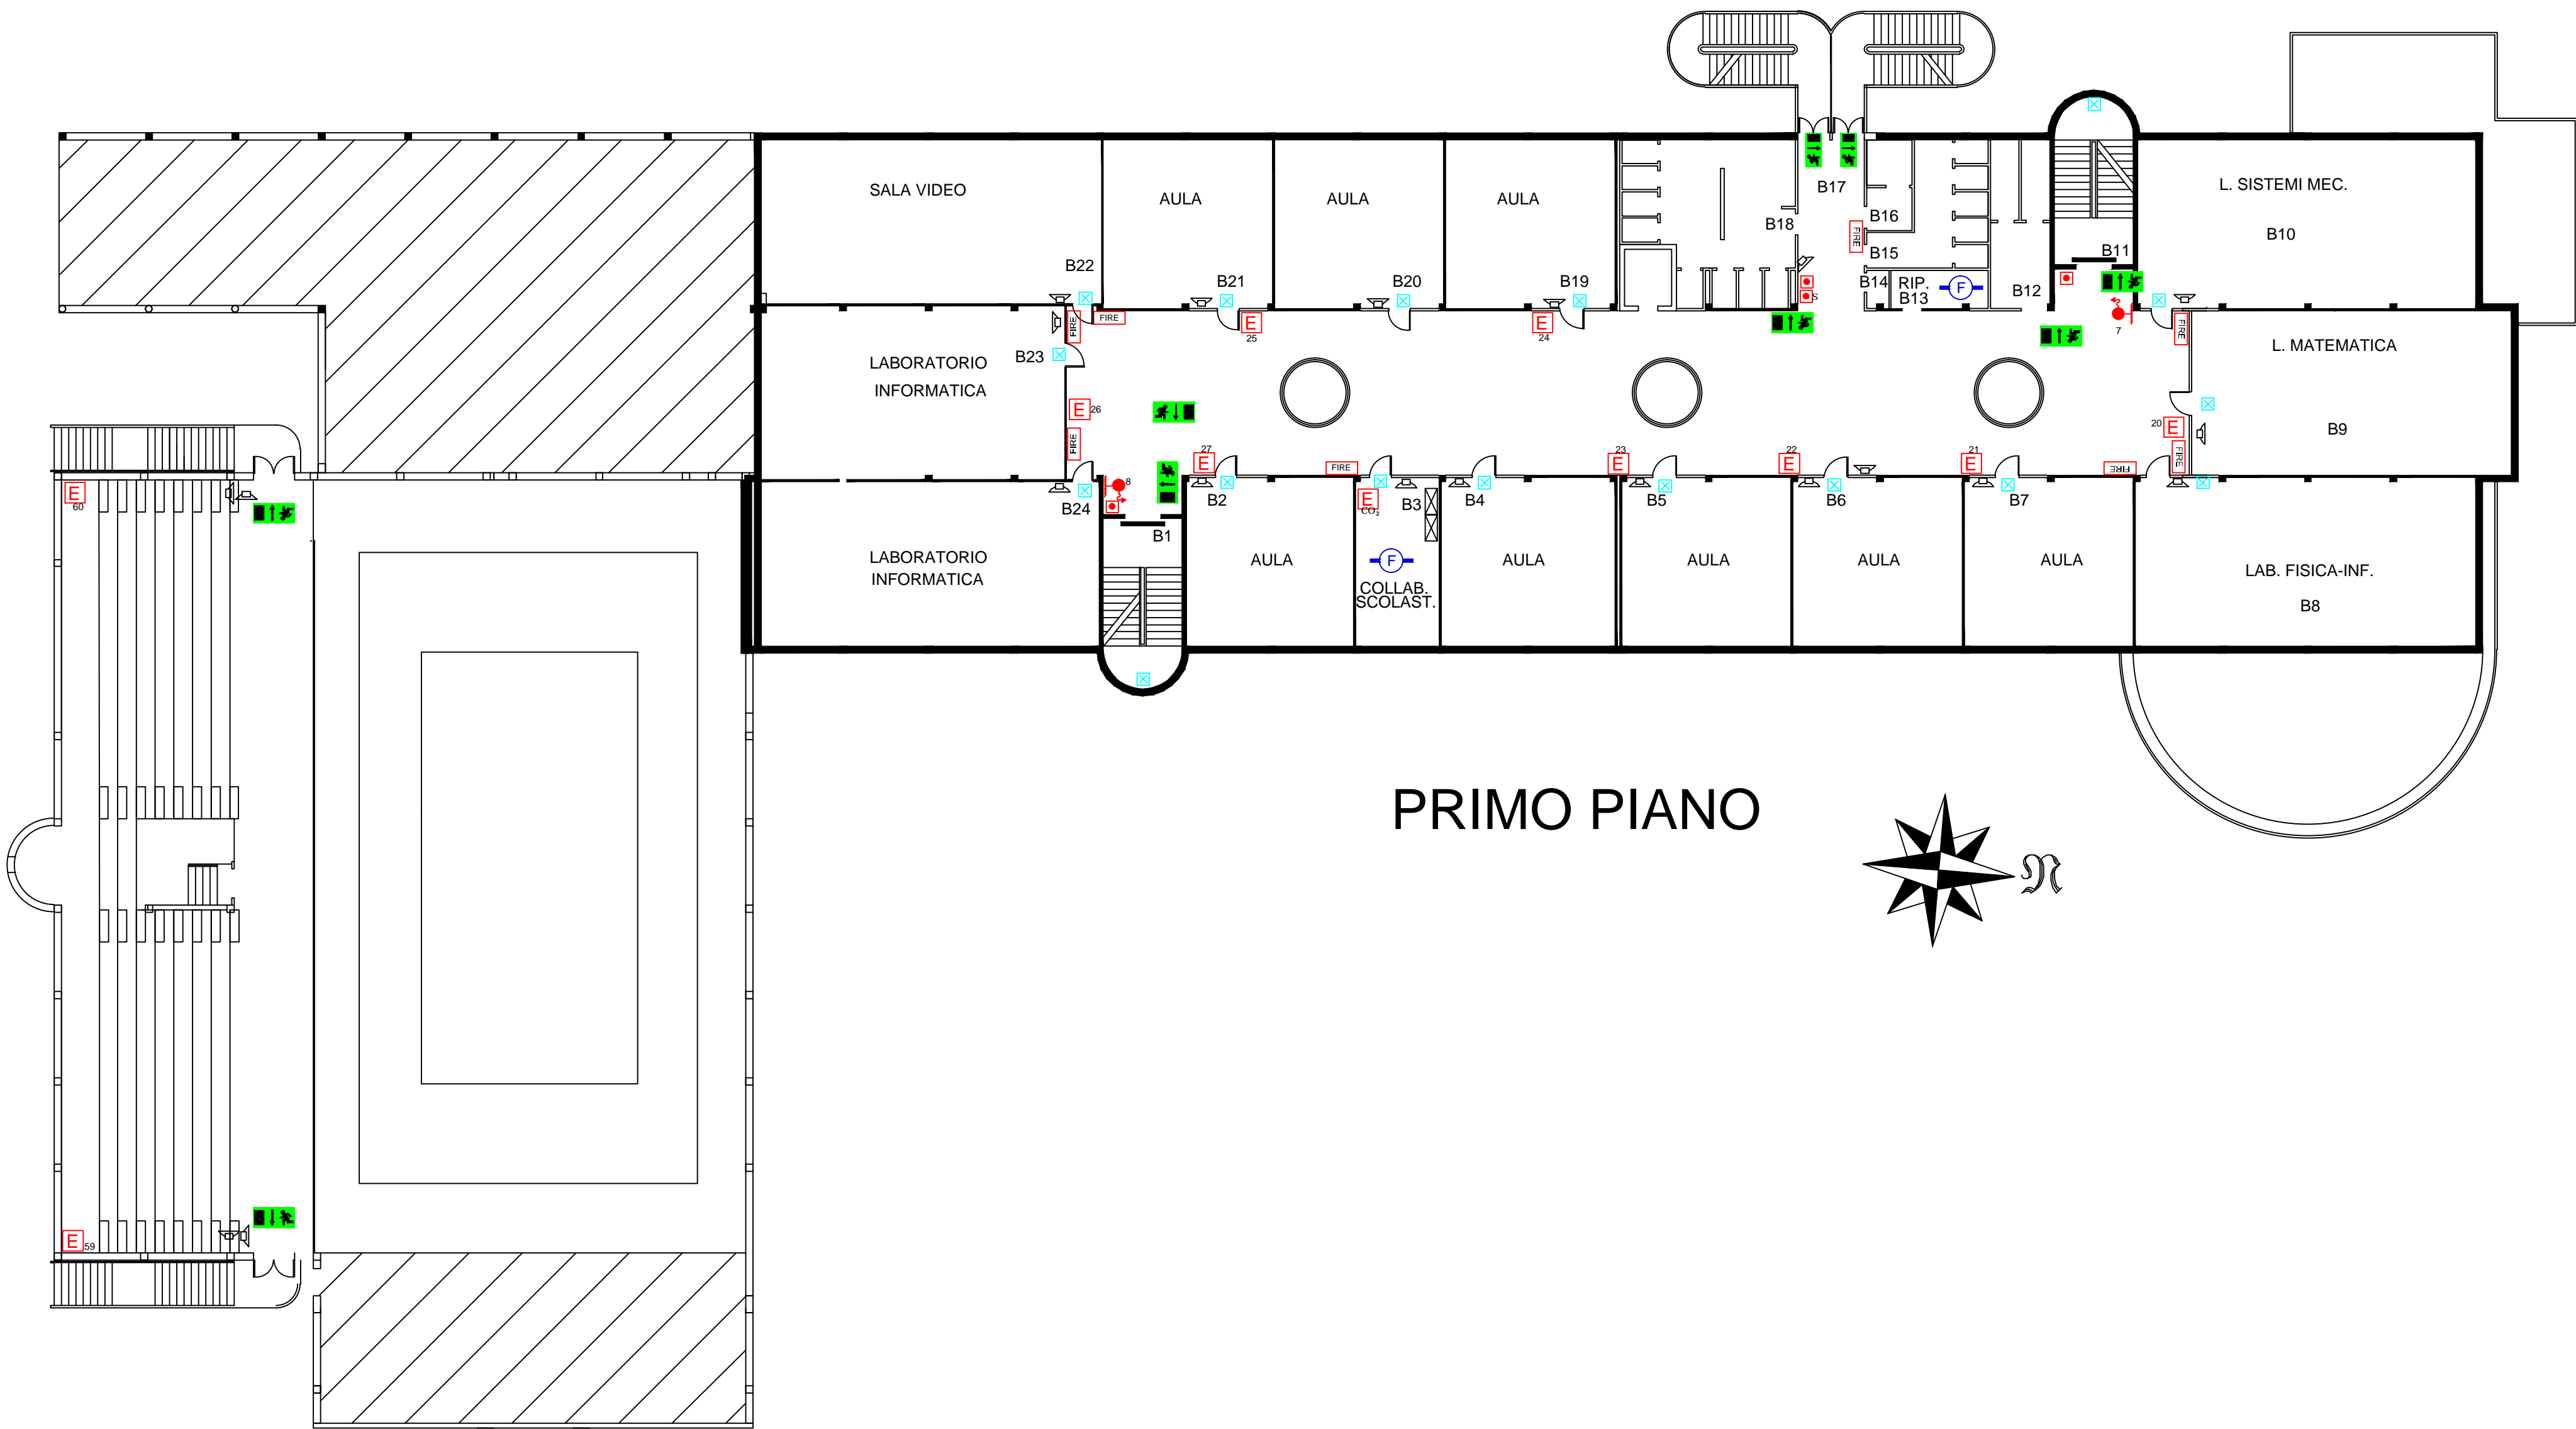 B17
L. SISTEMI MEC.
SALA VIDEO
AULA
AULA
AULA
B16
B18
B10
B15
FIRE
B11
B22
B21
B20
B19
B14
RIP.
B13
F
B12
S
FIRE
FIRE
E
25
E
24
7
FIRE
L. MATEMATICA
B23
LABORATORIO
INFORMATICA
E 26
FIRE
20 E
B9
FIRE
27
E
FIRE
23
E
22
E
21
E
FIRE
8
E
60
B24
B2
E
CO2
B3
B4
B5
B6
B7
B1
LABORATORIO
INFORMATICA
AULA
F
COLLAB.
SCOLAST.
AULA
AULA
AULA
AULA
LAB. FISICA-INF.
B8
PRIMO PIANO
N
E 59